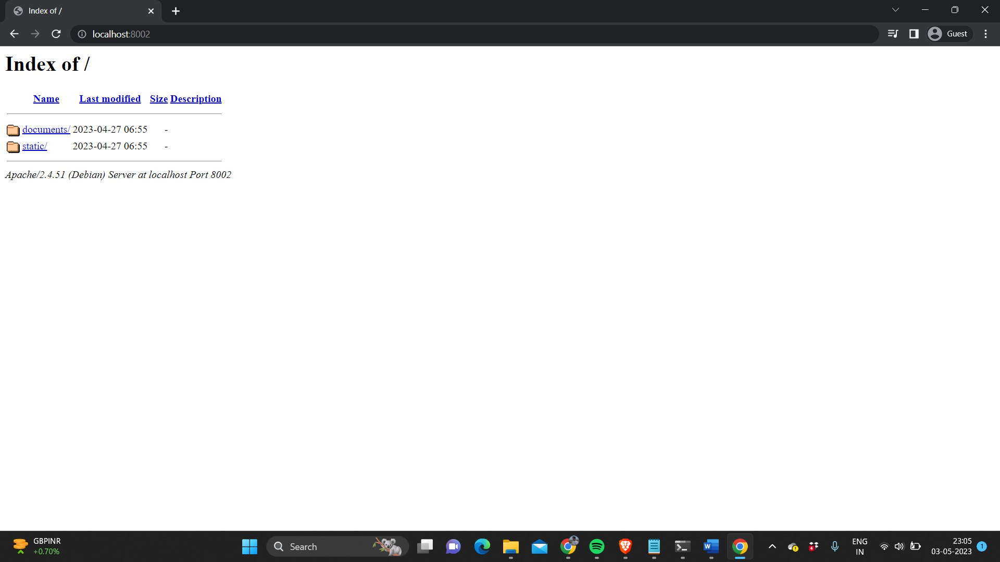 Index of /
localhost:8002
Guest
Index of /
Name Last modified Size Description
documents/ 2023-04-27 06:55 -
static/ 2023-04-27 06:55 -
Apache/2.4.51 (Debian) Server at localhost Port 8002
GBPINR
+0.70%
Search
W
4
ENG
IN
23:05
03-05-2023
1